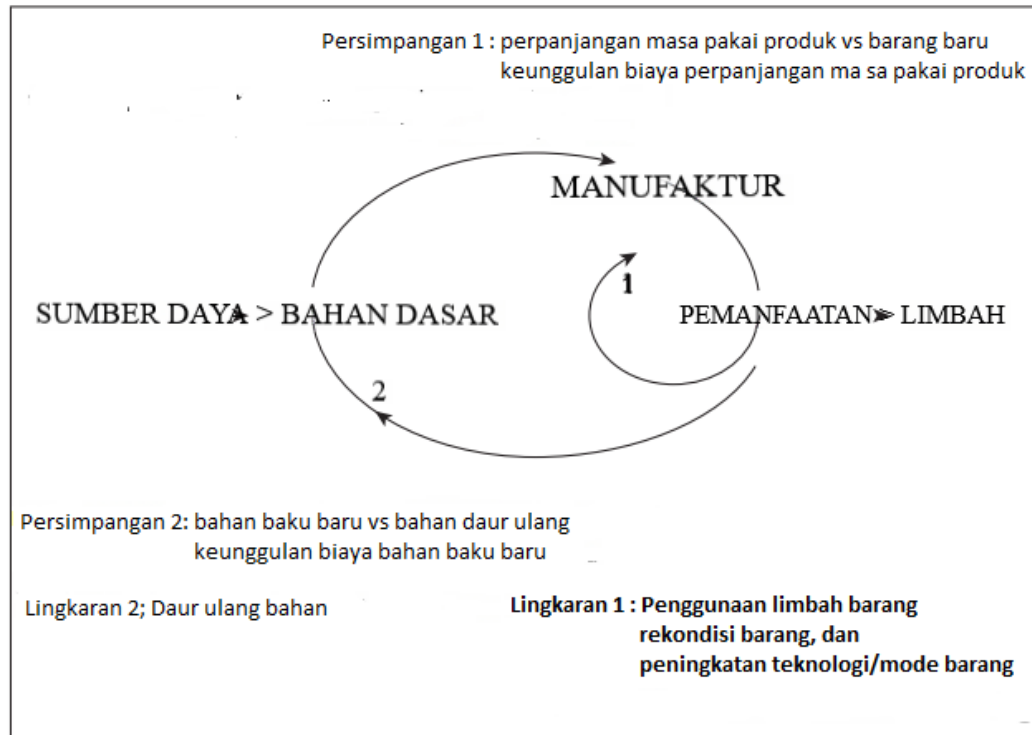 Persimpangan 1 : perpanjangan masa pakai produk vs barang baru
keunggulan biaya perpanjangan ma sa pakai produk
MANUFAKTUR
1
SUMBER DAYA > BAHAN DASAR
PEMANFAATAN > LIMBAH
2
Persimpangan 2: bahan baku baru vs bahan daur ulang
keunggulan biaya bahan baku baru
Lingkaran 2; Daur ulang bahan
Lingkaran 1 : Penggunaan limbah barang
rekondisi barang, dan
peningkatan teknologi/mode barang